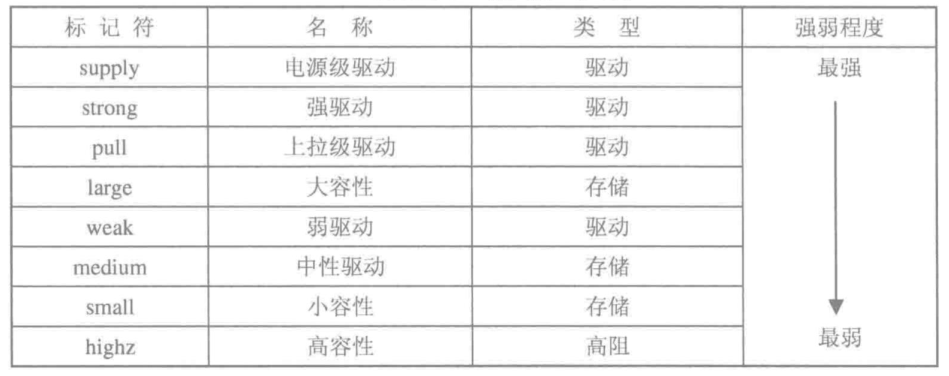 标记符 名称 类型 强弱程度
supply 电源级驱动 驱动 最强
strong 强驱动 驱动
pull 上拉级驱动 驱动
large 大容性 存储
weak 弱驱动 驱动
medium 中性驱动 存储
small 小容性 存储
highz 高容性 高阻 最弱